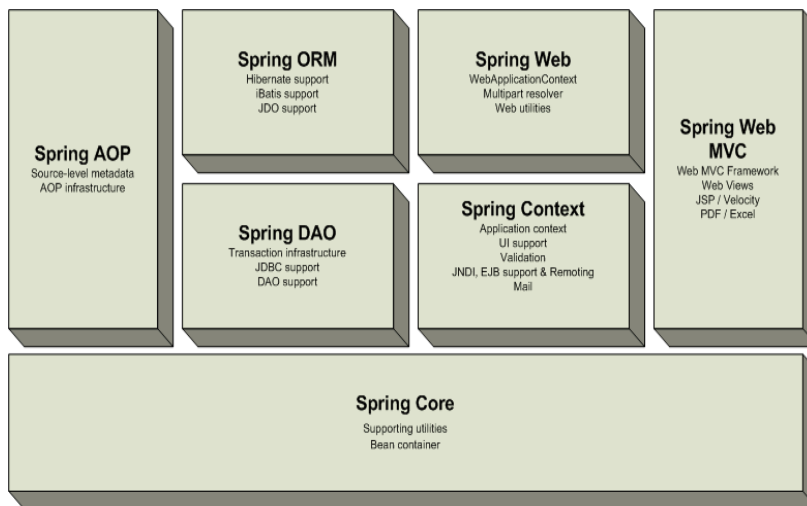 Spring AOP
Source-level metadata
AOP infrastructure
Spring ORM
Hibernate support
iBatis support
JDO support
Spring Web
WebApplicationContext
Multipart resolver
Web utilities
Spring Web
MVC
Web MVC Framework
Web Views
JSP / Velocity
PDF / Excel
Spring DAO
Transaction infrastructure
JDBC support
DAO support
Spring Context
Application context
UI support
Validation
JNDI, EJB support & Remoting
Mail
Spring Core
Supporting utilities
Bean container